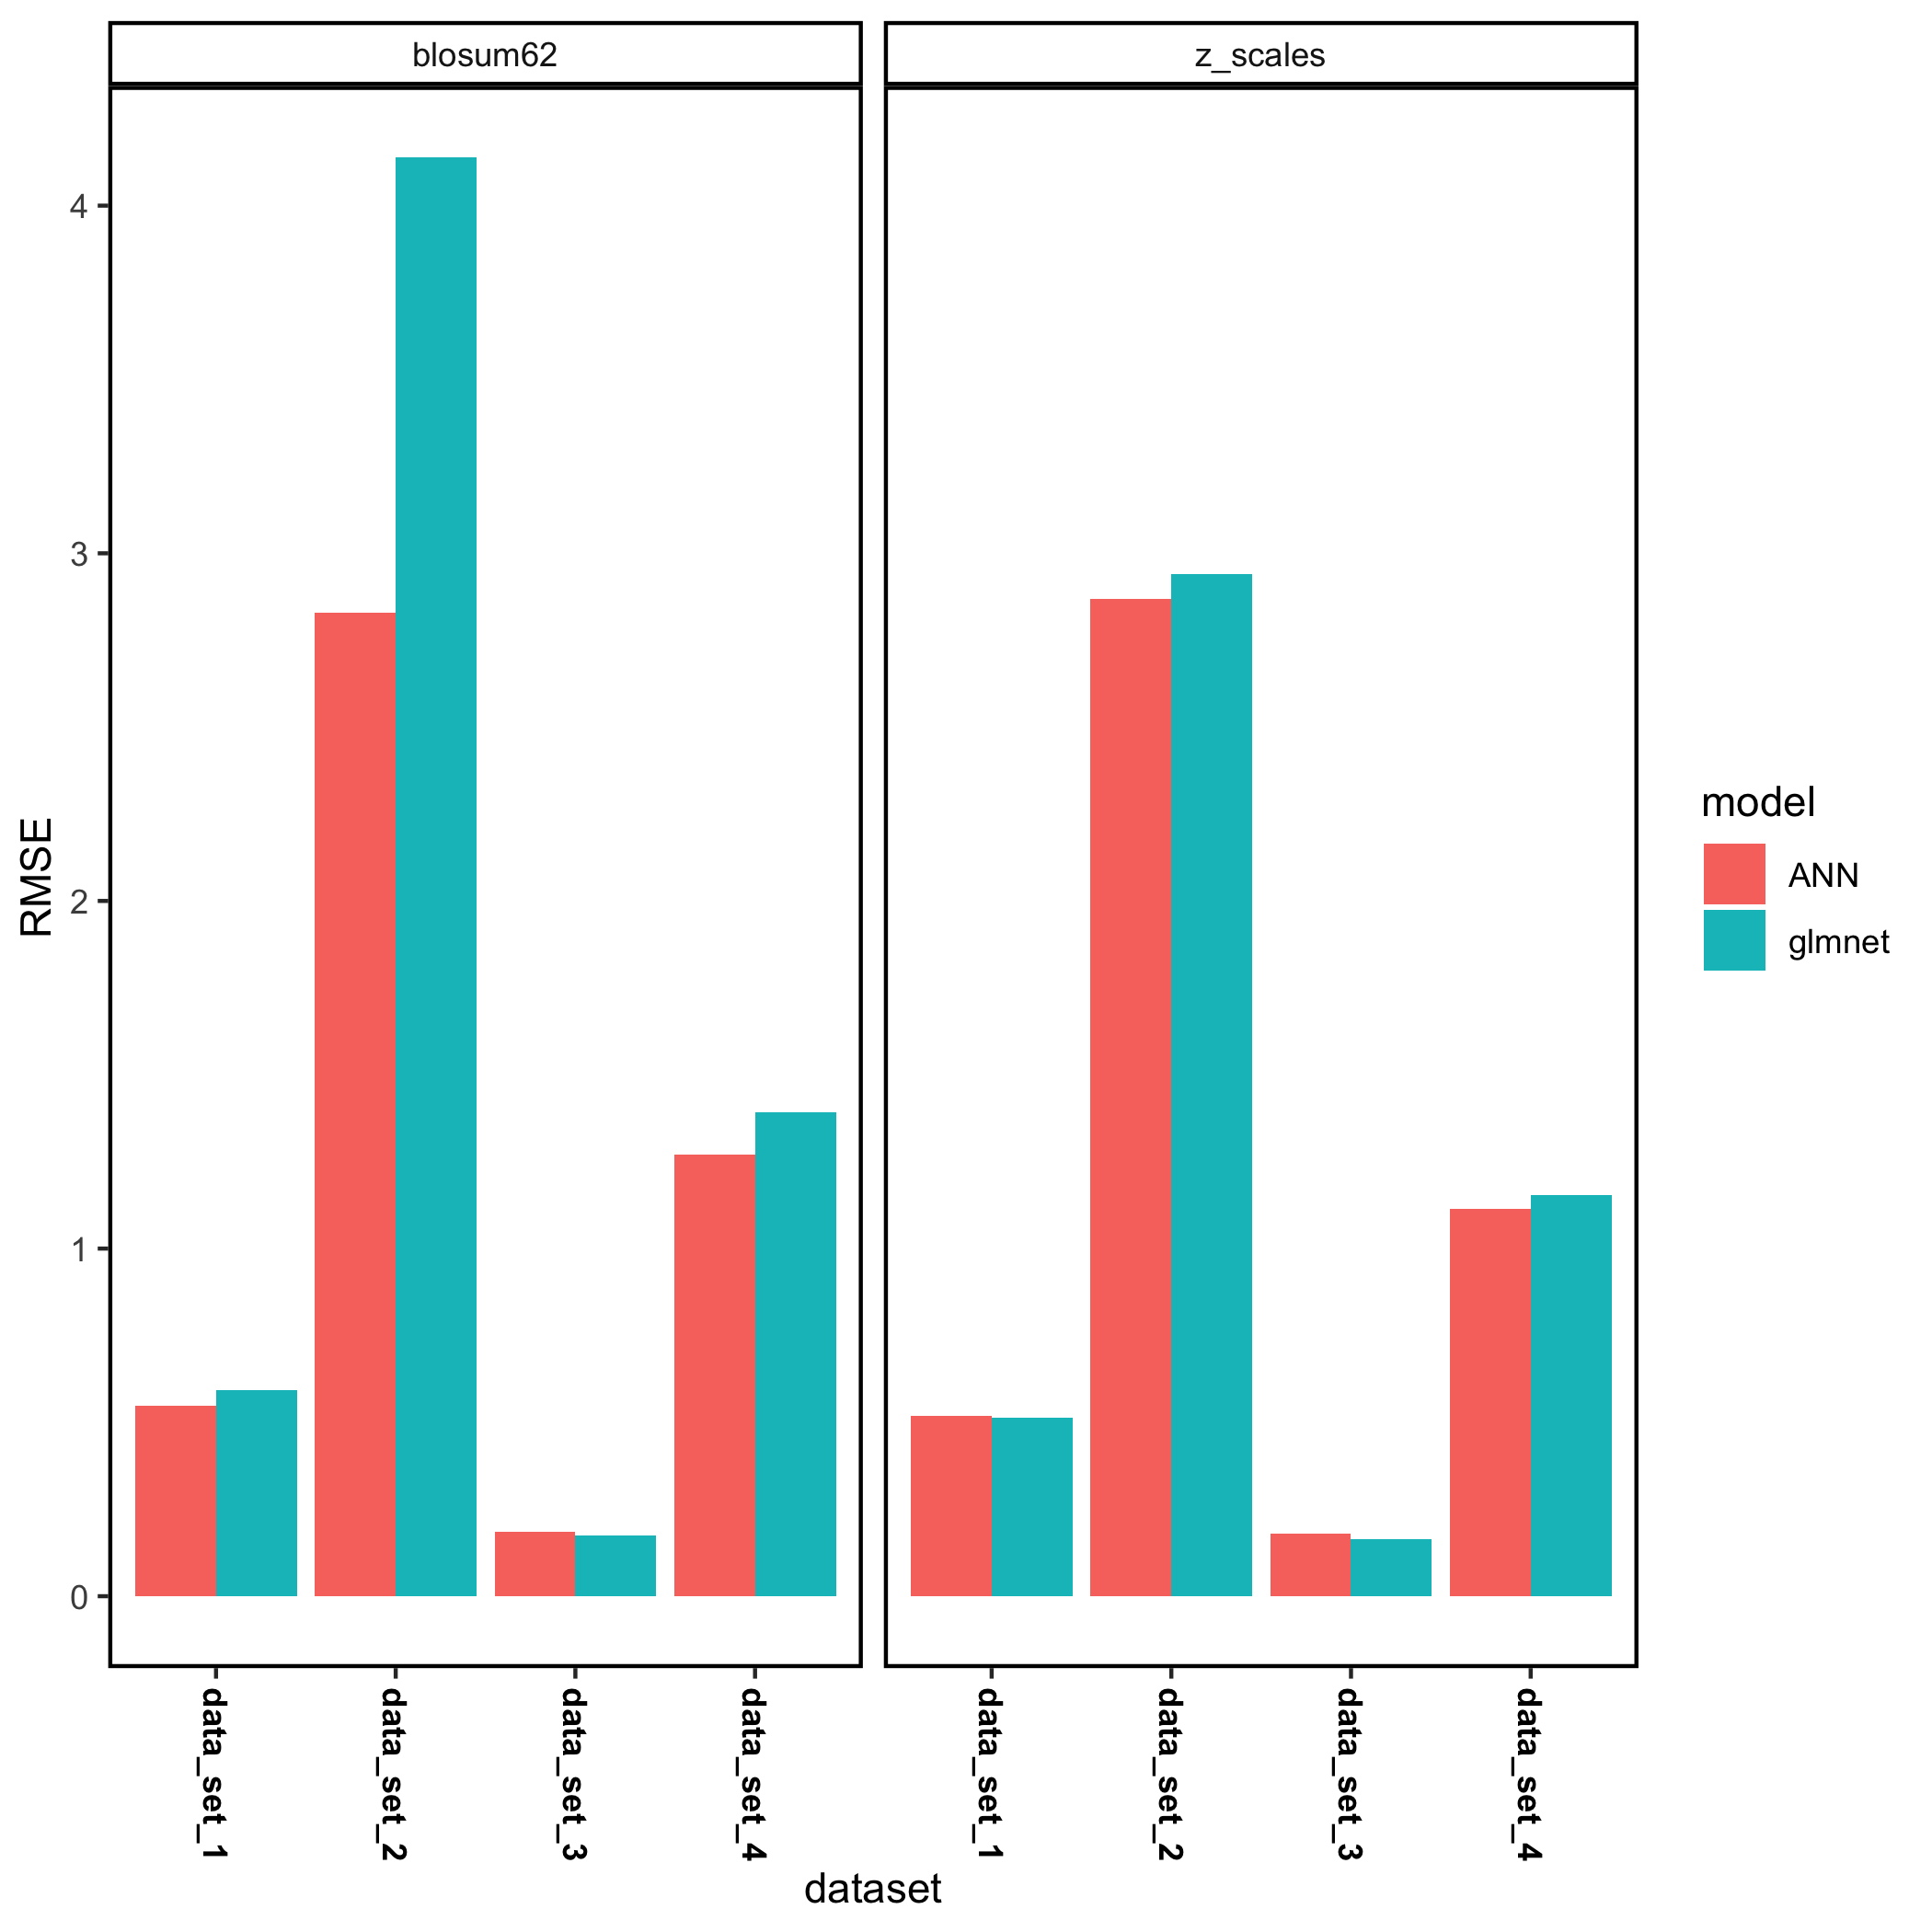 blosum62
z_scales
RMSE
4
3
2
1
0
data_set_1
data_set_2
data_set_3
data_set_4
data_set_1
data_set_2
data_set_3
data_set_4
dataset
model
ANN
glmnet